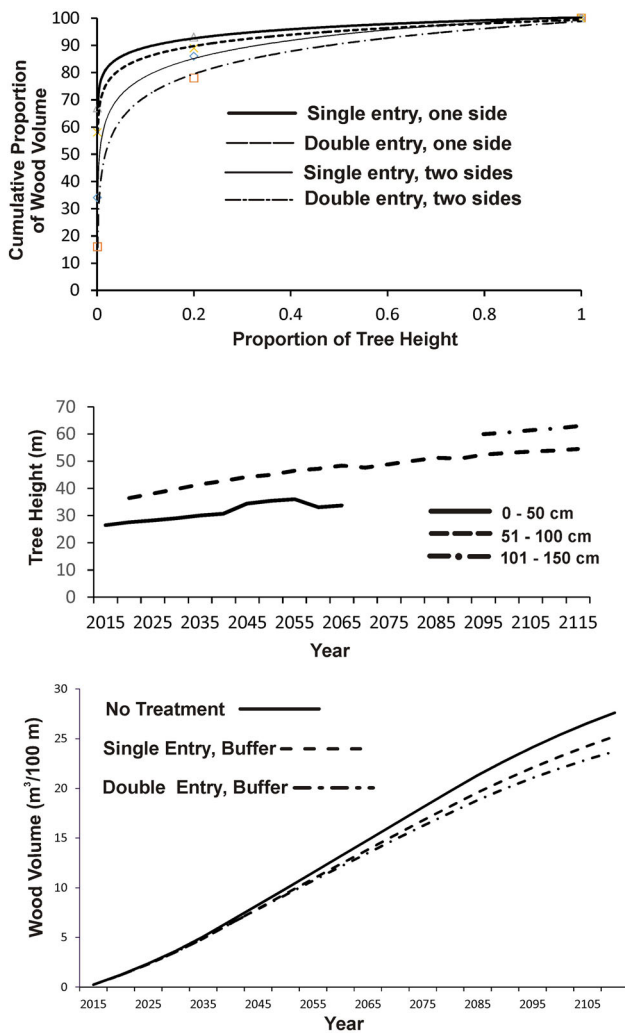 100
90
80
70
60
50
40
30
20
10
0
Cumulative Proportion
of Wood Volume
Single entry, one side
Double entry, one side
Single entry, two sides
Double entry, two sides
0 0.2 0.4 0.6 0.8 1
Proportion of Tree Height
70
60
50
40
30
20
10
0
Tree Height (m)
0 - 50 cm
51 - 100 cm
101 - 150 cm
2015 2025 2035 2045 2055 2065 2075 2085 2095 2105 2115
Year
30
25
20
15
10
5
0
Wood Volume (m³/100 m)
No Treatment
Single Entry, Buffer
Double Entry, Buffer
2015 2025 2035 2045 2055 2065 2075 2085 2095 2105
Year